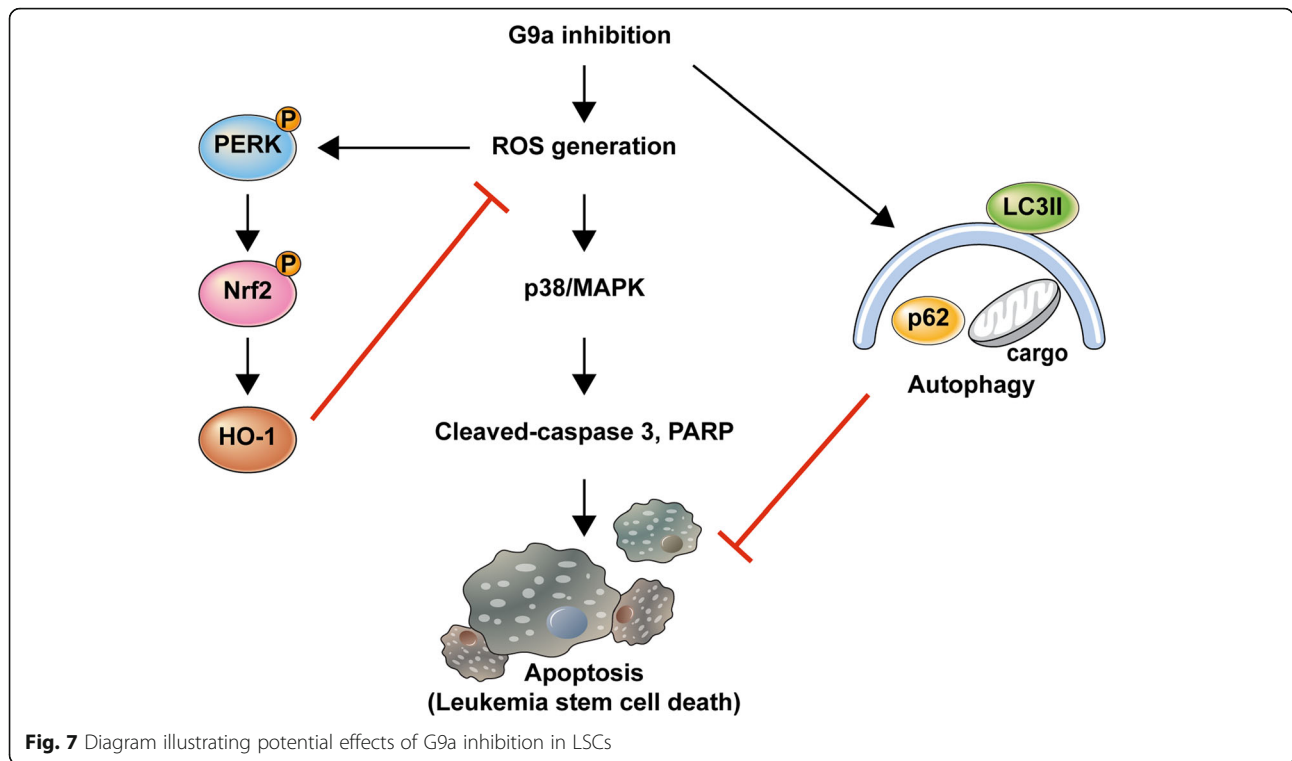 G9a inhibition
P
PERK
ROS generation
LC3II
P
Nrf2
p38/MAPK
p62
cargo
Autophagy
HO-1
Cleaved-caspase 3, PARP
Apoptosis
(Leukemia stem cell death)
Fig. 7 Diagram illustrating potential effects of G9a inhibition in LSCs